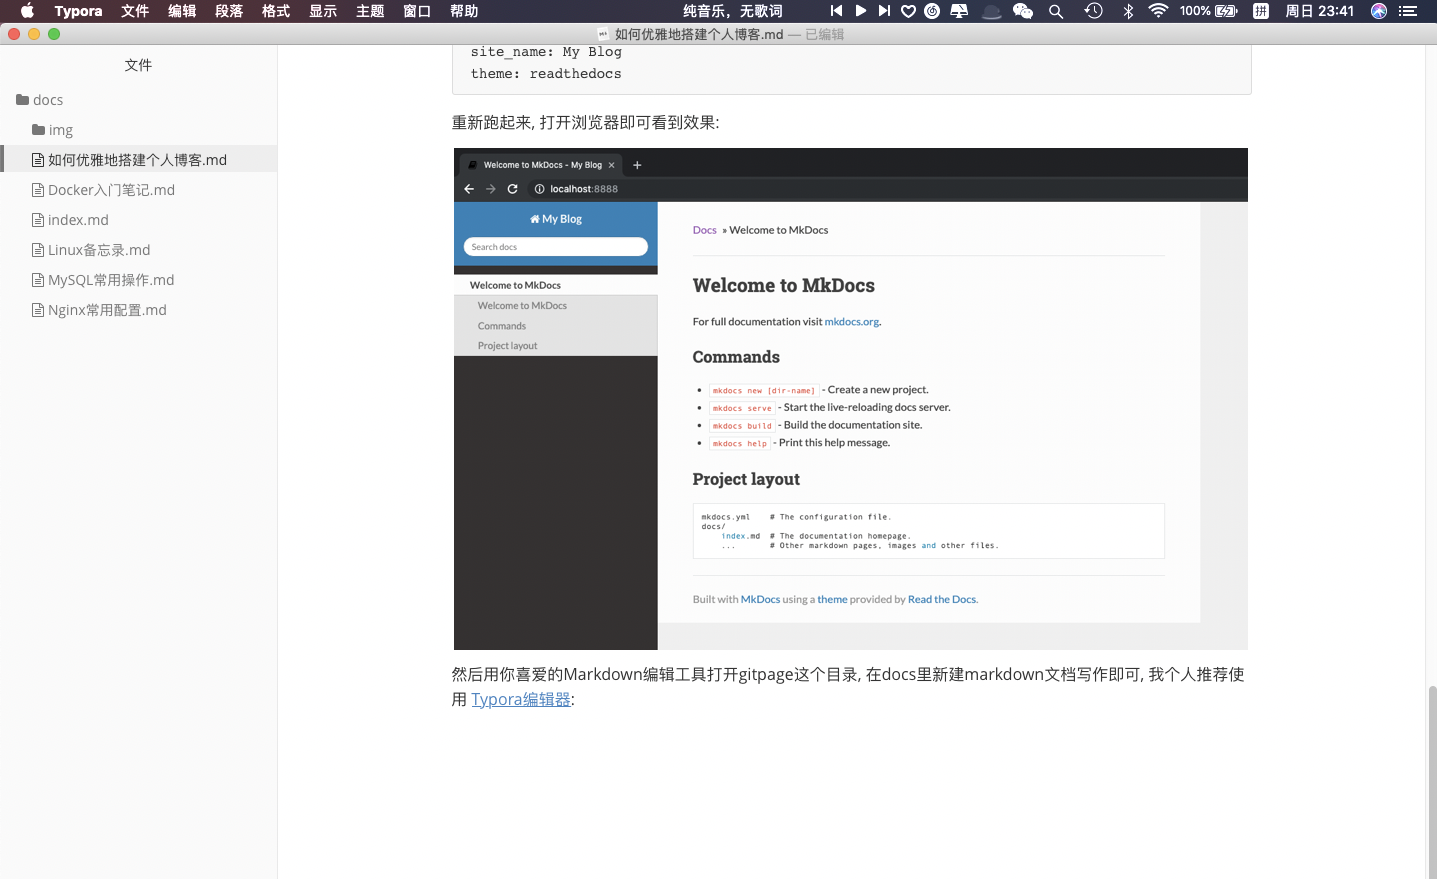 Typora 文件 编辑 段落 格式 显示 主题 窗口 帮助 纯音乐，无歌词 100% 拼 周日 23:41
如何优雅地搭建个人博客.md — 已编辑
文件
docs
img
如何优雅地搭建个人博客.md
Docker入门笔记.md
index.md
Linux备忘录.md
MySQL常用操作.md
Nginx常用配置.md
site_name: My Blog
theme: readthedocs
重新跑起来, 打开浏览器即可看到效果:
Welcome to MkDocs - My Blog
localhost:8888
My Blog
Search docs
Welcome to MkDocs
Welcome to MkDocs
Commands
Project layout
Docs » Welcome to MkDocs
Welcome to MkDocs
For full documentation visit mkdocs.org.
Commands
mkdocs new [dir-name] - Create a new project.
mkdocs serve - Start the live-reloading docs server.
mkdocs build - Build the documentation site.
mkdocs help - Print this help message.
Project layout
mkdocs.yml # The configuration file.
docs/
index.md # The documentation homepage.
... # Other markdown pages, images and other files.
Built with MkDocs using a theme provided by Read the Docs.
然后用你喜爱的Markdown编辑工具打开gitpage这个目录, 在docs里新建markdown文档写作即可, 我个人推荐使
用 Typora编辑器: